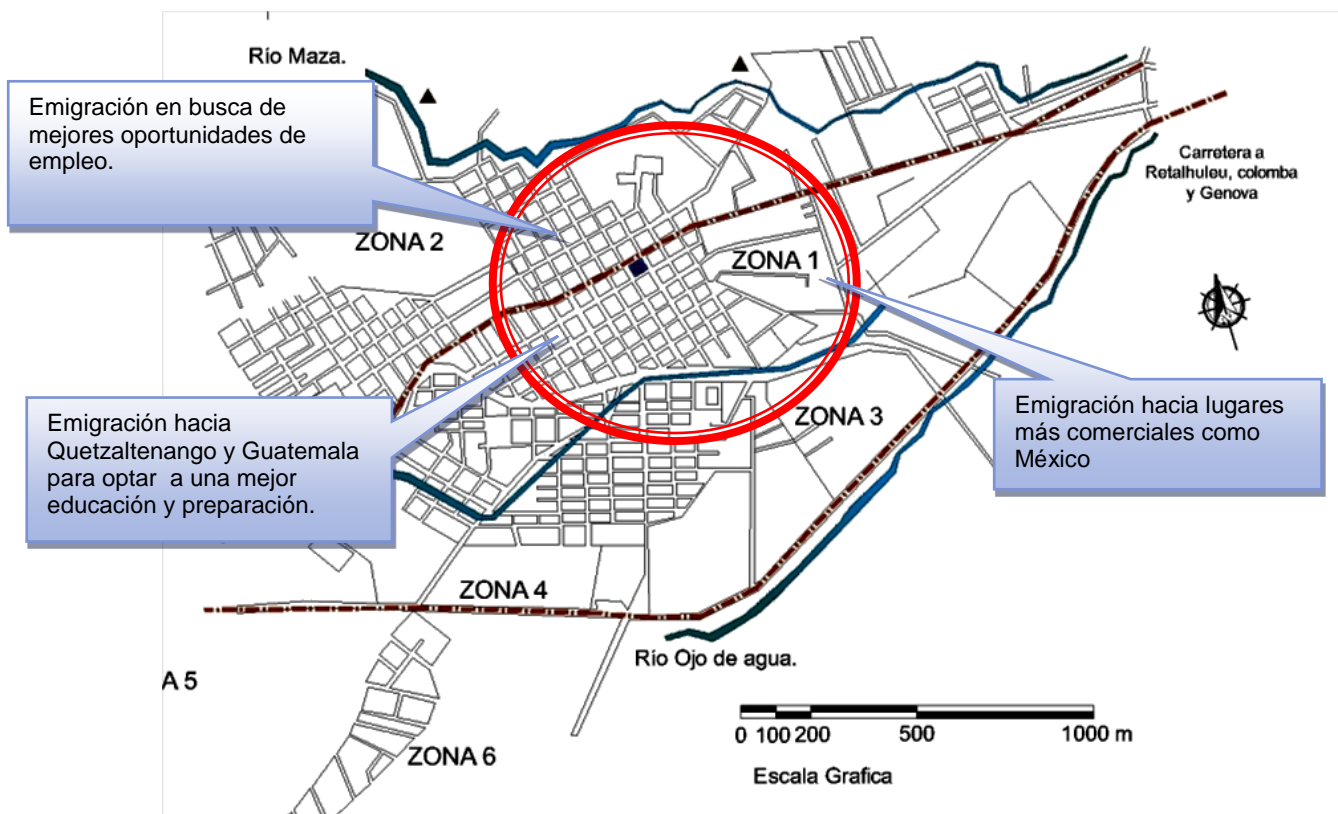 Río Maza.
Emigración en busca de
mejores oportunidades de
empleo.
Carretera a
Retalhuleu, colomba
y Genova
ZONA 2
ZONA 1
Emigración hacia
Quetzaltenango y Guatemala
para optar  a una mejor
educación y preparación.
Emigración hacia lugares
más comerciales como
México
ZONA 3
ZONA 4
Río Ojo de agua.
A 5
ZONA 6
0 100 200 500 1000 m
Escala Grafica